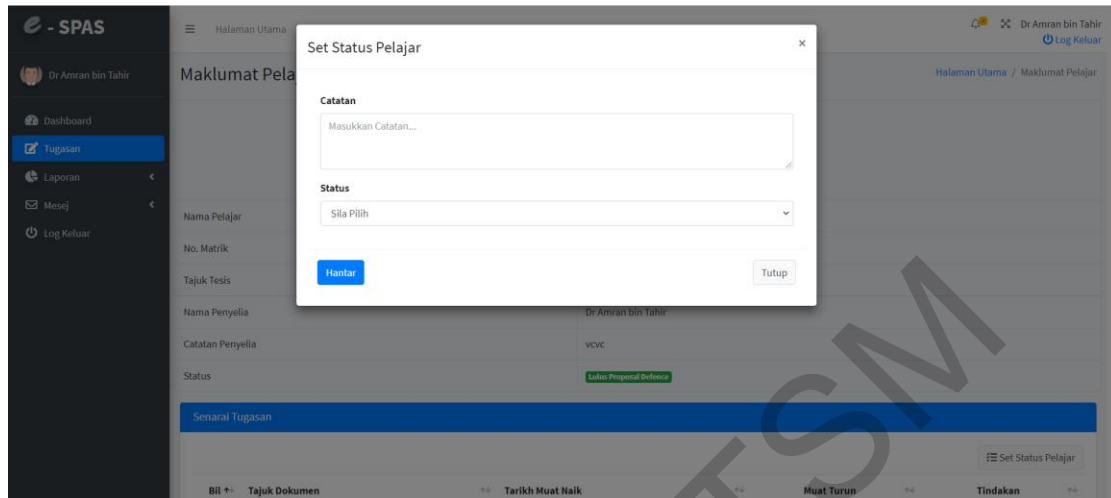 e - SPAS
Halaman Utama
Dr Amran bin Tahir
Log Keluar
Dr Amran bin Tahir
Dashboard
Tugasan
Laporan
Mesej
Log Keluar
Maklumat Pela
Halaman Utama / Maklumat Pelajar
Set Status Pelajar ×
Catatan
Masukkan Catatan...
Status
Sila Pilih
Hantar
Tutup
Nama Pelajar
No. Matrik
Tajuk Tesis
Nama Penyelia Dr Amran bin Tahir
Catatan Penyelia vcvc
Status Lulus Proposal Defence
Senarai Tugasan
Set Status Pelajar
Bil Tajuk Dokumen Tarikh Muat Naik Muat Turun Tindakan
TSM